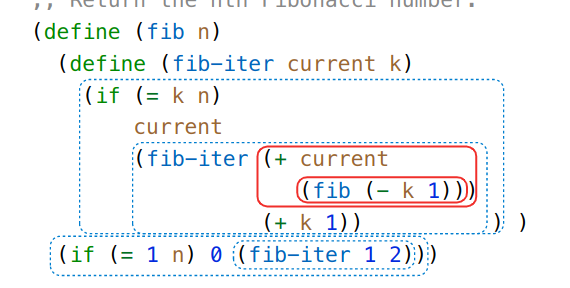 ;; Return the nth Fibonacci number.
(define (fib n)
(define (fib-iter current k)
(if (= k n)
current
(fib-iter (+ current
(fib (- k 1)))
(+ k 1)) ) )
(if (= 1 n) 0 (fib-iter 1 2)))